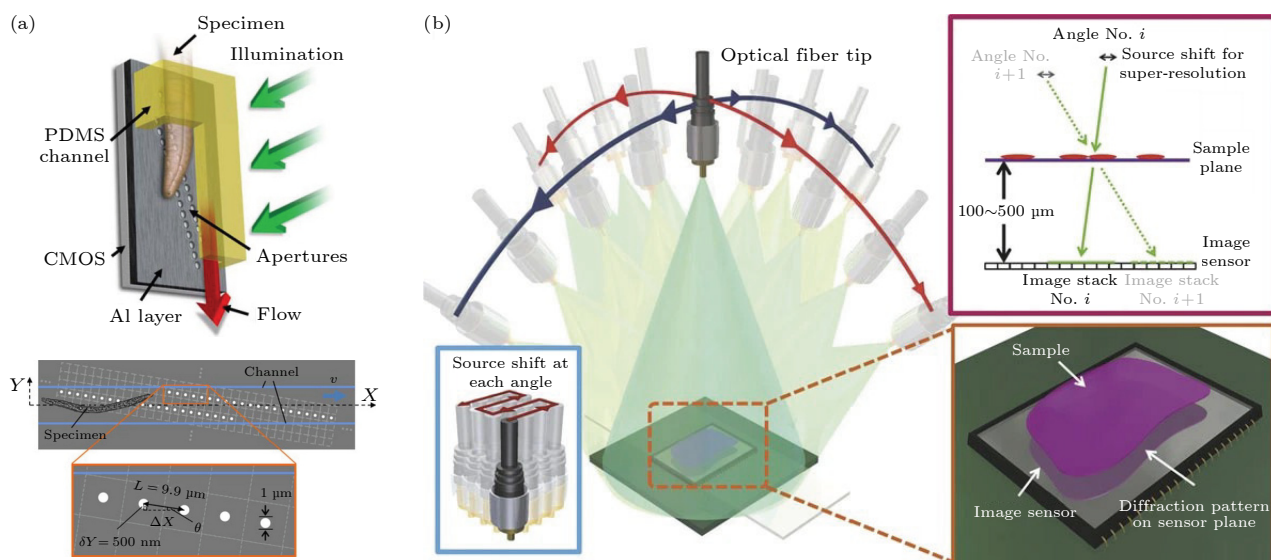 (a)
Specimen
Illumination
PDMS
channel
CMOS
Apertures
Al layer
Flow
Y
Channel
v
X
Specimen
L = 9.9 µm
1 µm
ΔX
θ
δY = 500 nm
(b)
Optical fiber tip
Source shift at
each angle
Angle No. i
Angle No.
i+1
Source shift for
super-resolution
Sample
plane
100~500 µm
Image
sensor
Image stack
No. i
Image stack
No. i+1
Sample
Image sensor
Diffraction pattern
on sensor plane